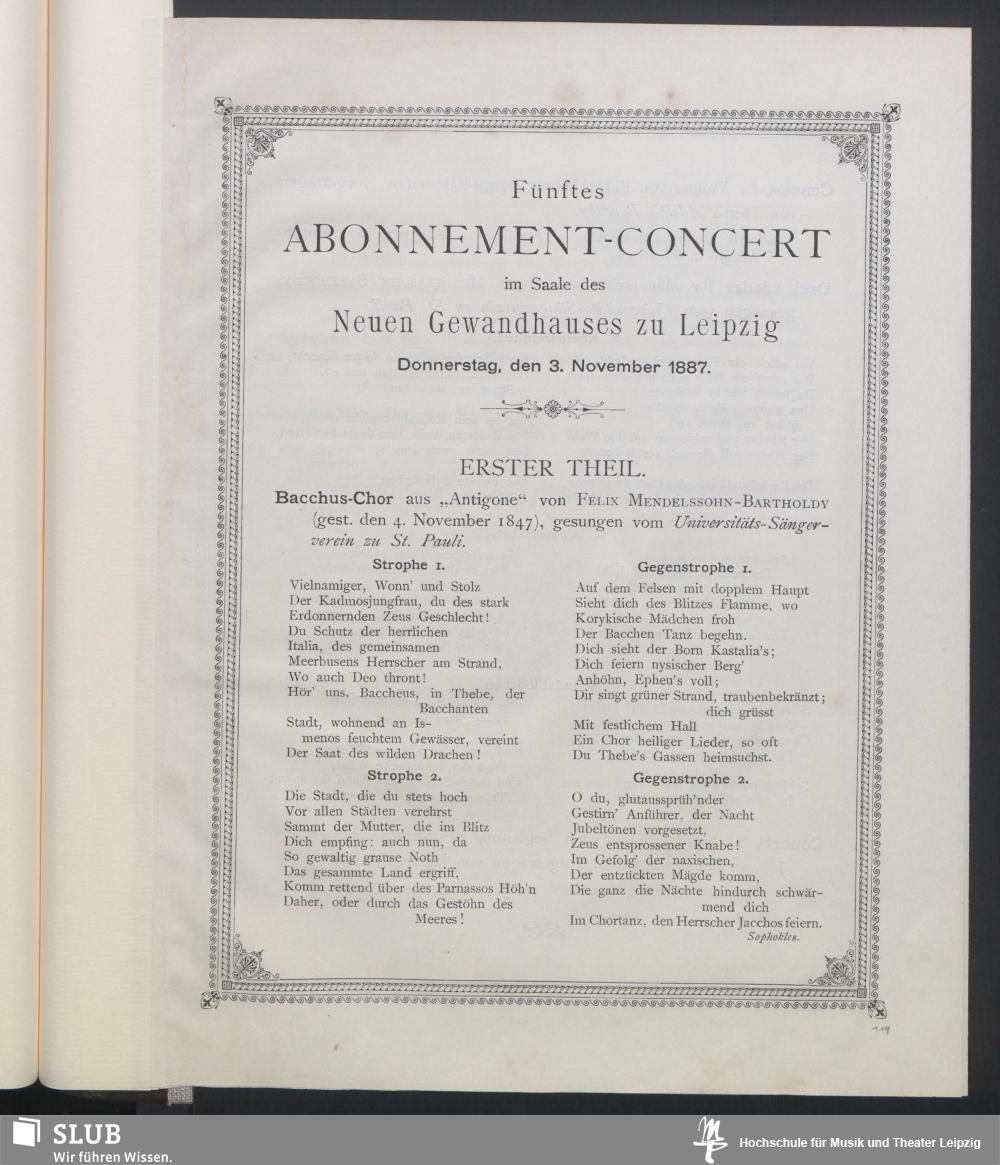 Fünftes
ABONNEMENT-CONCERT
im Saale des
Neuen Gewandhauses zu Leipzig
Donnerstag, den 3. November 1887.
ERSTER THEIL.
Bacchus-Chor aus „Antigone“ von FELIX MENDELSSOHN-BARTHOLDY
(gest. den 4. November 1847), gesungen vom Universitäts-Sänger-
verein zu St. Pauli.
Strophe 1.
Vielnamiger, Wonn' und Stolz
Der Kadmosjungfrau, du des stark
Erdonnernden Zeus Geschlecht!
Du Schutz der herrlichen
Italia, des gemeinsamen
Meerbusens Herrscher am Strand,
Wo auch Deo thront!
Hör' uns, Baccheus, in Thebe, der
Bacchanten
Stadt, wohnend an Is-
menos feuchtem Gewässer, vereint
Der Saat des wilden Drachen!
Strophe 2.
Die Stadt, die du stets hoch
Vor allen Städten verehrst
Sammt der Mutter, die im Blitz
Dich empfing: auch nun, da
So gewaltig grause Noth
Das gesammte Land ergriff,
Komm rettend über des Parnassos Höh'n
Daher, oder durch das Gestöhn des
Meeres!
Gegenstrophe 1.
Auf dem Felsen mit dopplem Haupt
Sieht dich des Blitzes Flamme, wo
Korykische Mädchen froh
Der Bacchen Tanz begehn.
Dich sieht der Born Kastalia's;
Dich feiern nysischer Berg'
Anhöhn, Epheu's voll;
Dir singt grüner Strand, traubenbekränzt;
dich grüsst
Mit festlichem Hall
Ein Chor heiliger Lieder, so oft
Du Thebe's Gassen heimsuchst.
Gegenstrophe 2.
O du, glutaussprüh'nder
Gestirn' Anführer, der Nacht
Jubeltönen vorgesetzt,
Zeus entsprossener Knabe!
Im Gefolg' der naxischen,
Der entzückten Mägde komm,
Die ganz die Nächte hindurch schwär-
mend dich
Im Chortanz, den Herrscher Jacchos feiern.
Sophokles.
119
SLUB
Wir führen Wissen.
Hochschule für Musik und Theater Leipzig